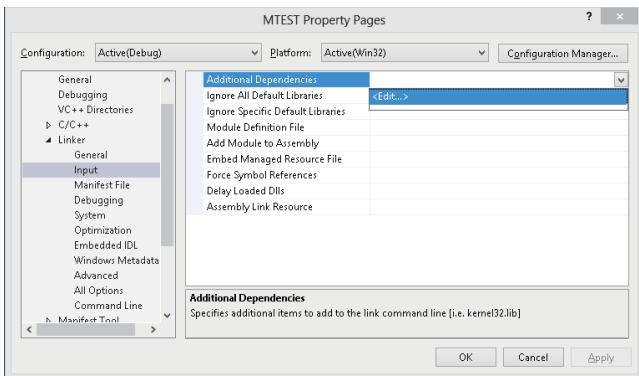 MTEST Property Pages
?
x
Configuration: Active(Debug) Platform: Active(Win32) Configuration Manager...
General
Debugging
VC++ Directories
C/C++
Linker
General
Input
Manifest File
Debugging
System
Optimization
Embedded IDL
Windows Metadata
Advanced
All Options
Command Line
Manifest Tool
Additional Dependencies
<Edit...>
Ignore All Default Libraries
Ignore Specific Default Libraries
Module Definition File
Add Module to Assembly
Embed Managed Resource File
Force Symbol References
Delay Loaded Dlls
Assembly Link Resource
Additional Dependencies
Specifies additional items to add to the link command line [i.e. kernel32.lib]
OK Cancel Apply